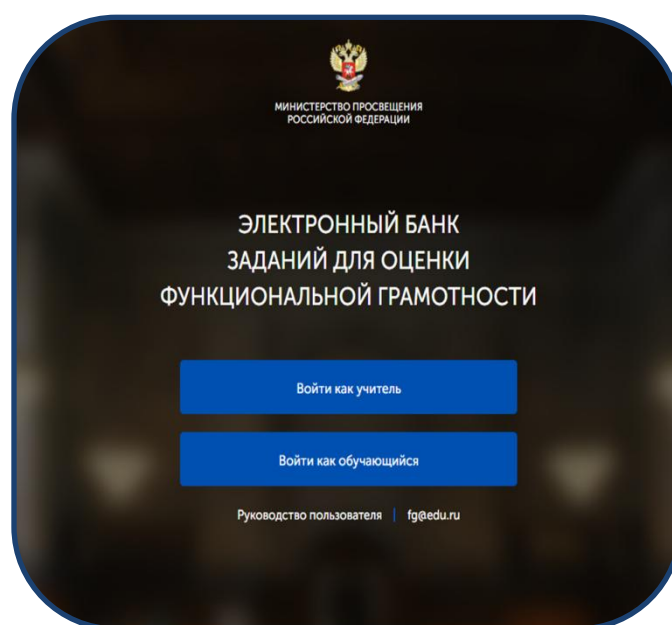 МИНИСТЕРСТВО ПРОСВЕЩЕНИЯ
РОССИЙСКОЙ ФЕДЕРАЦИИ
ЭЛЕКТРОННЫЙ БАНК
ЗАДАНИЙ ДЛЯ ОЦЕНКИ
ФУНКЦИОНАЛЬНОЙ ГРАМОТНОСТИ
Войти как учитель
Войти как обучающийся
Руководство пользователя | fg@edu.ru